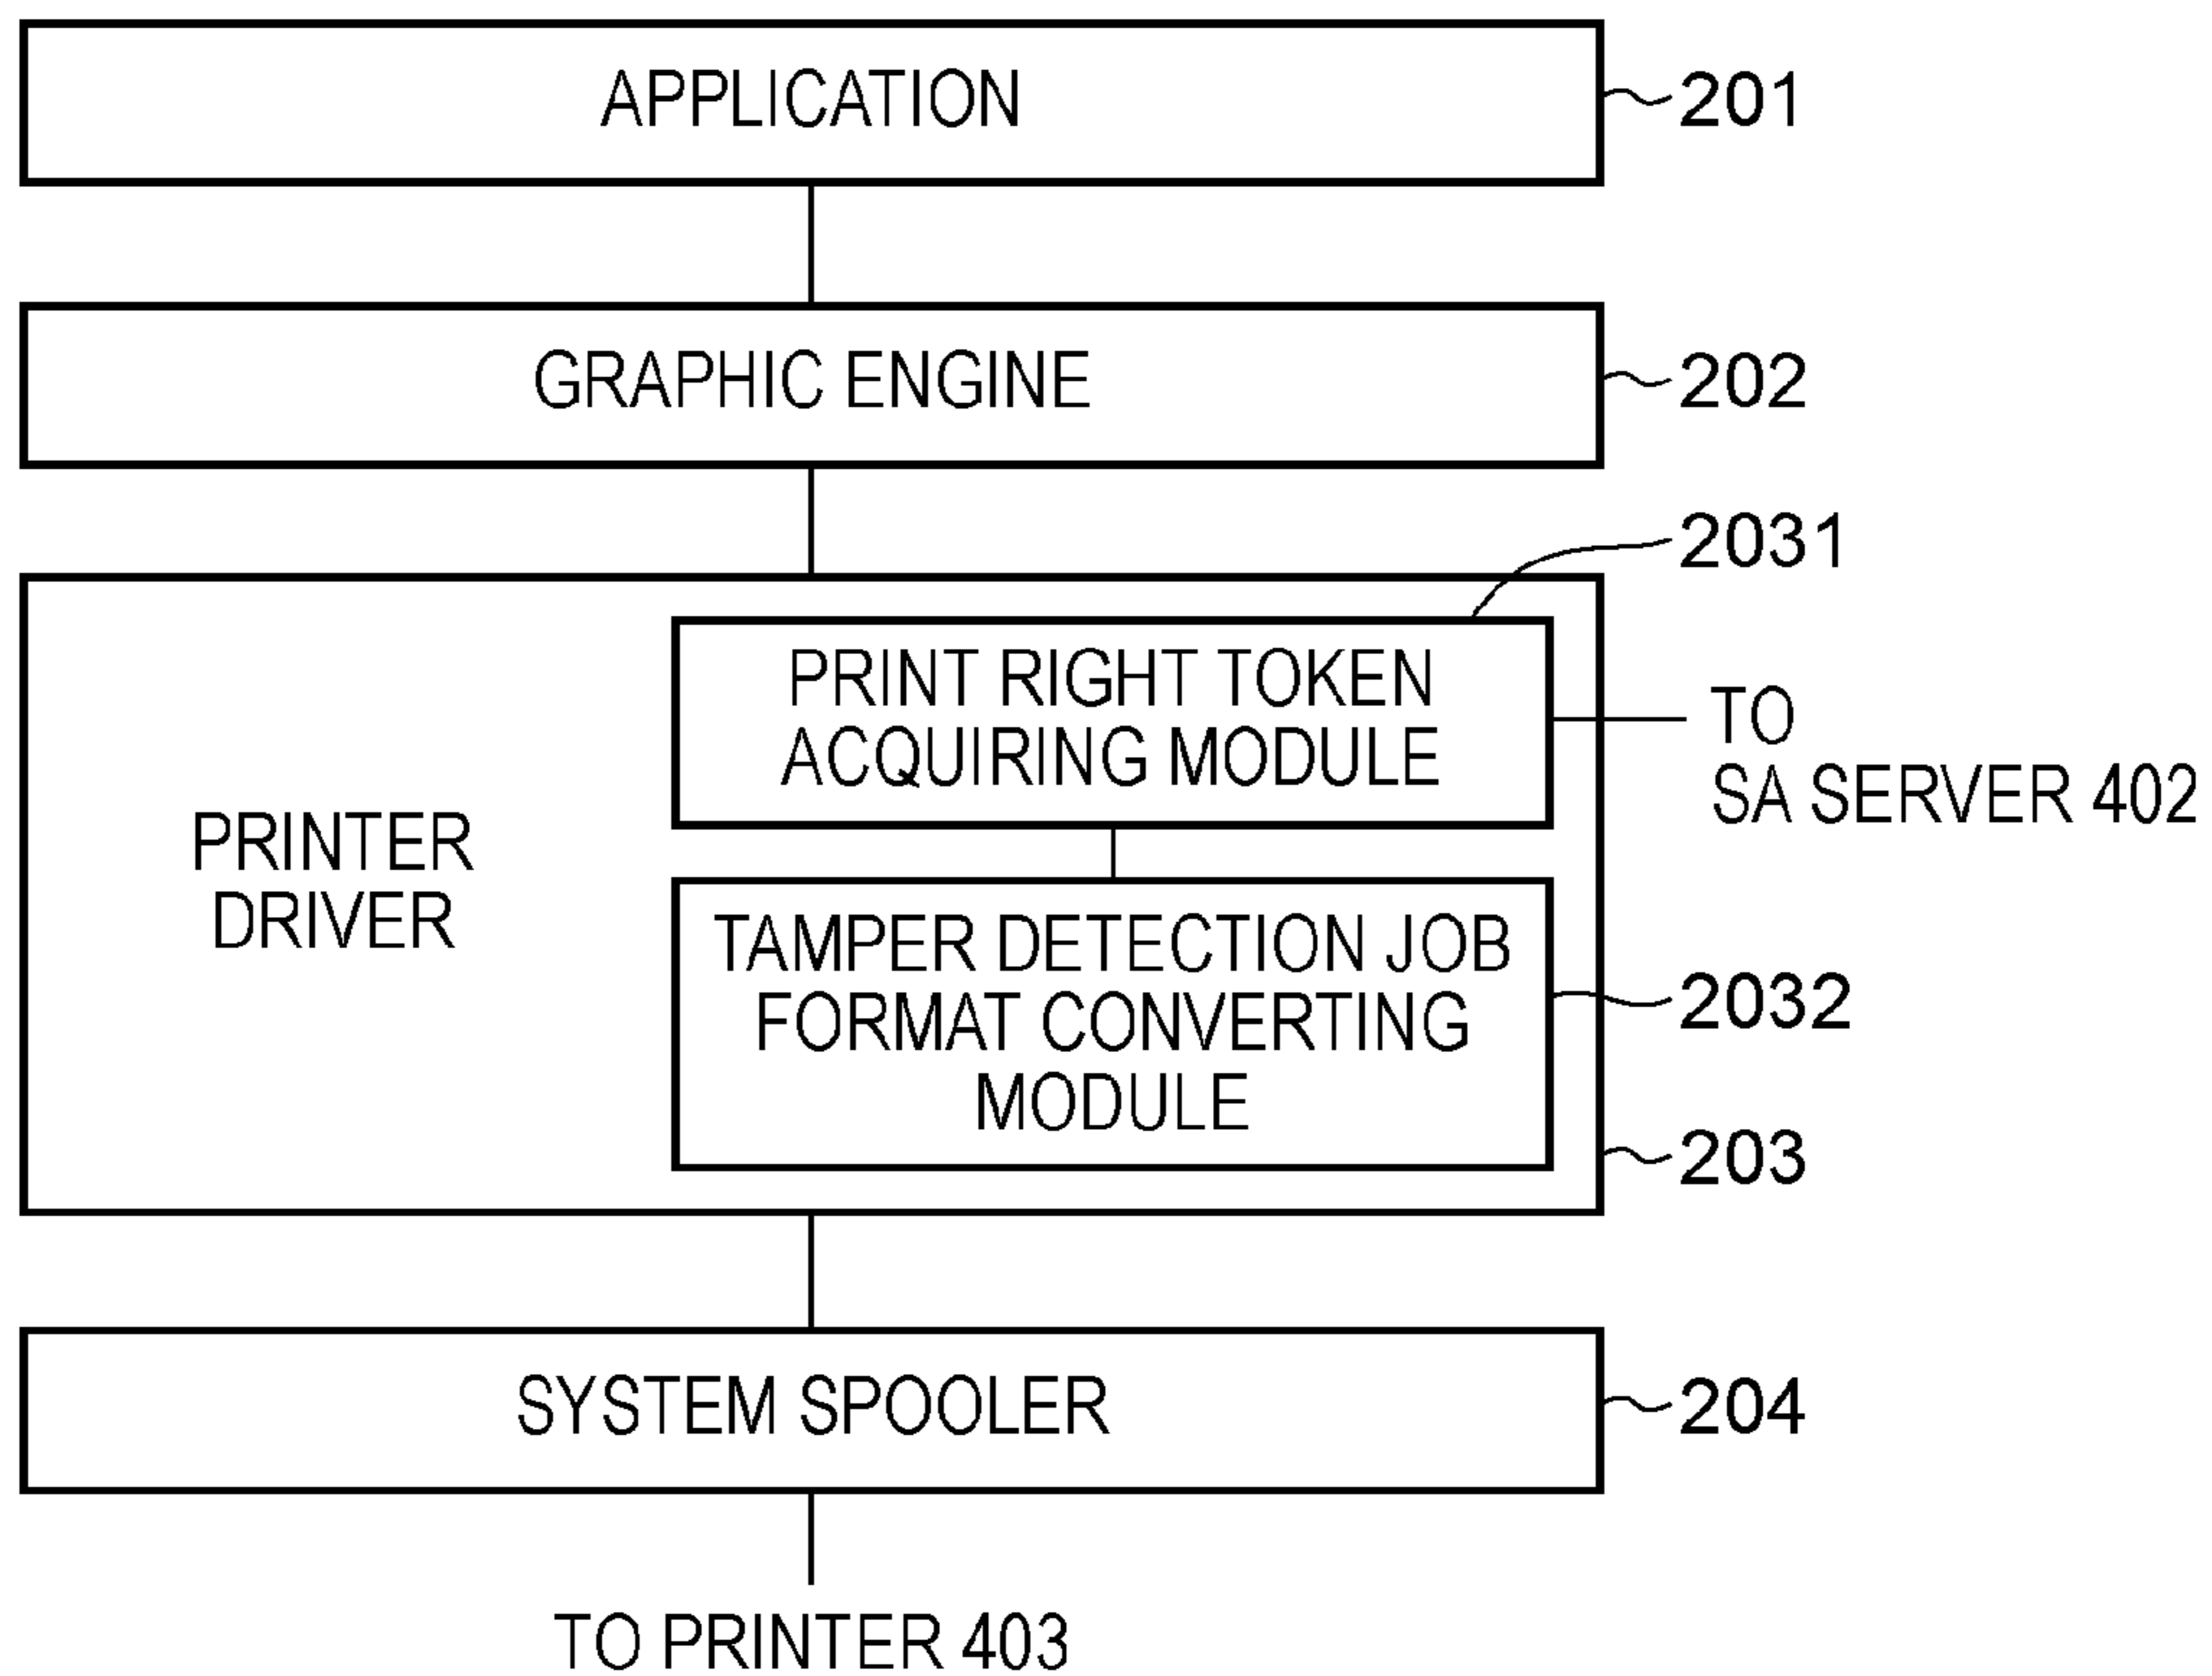 APPLICATION
201
GRAPHIC ENGINE
202
2031
PRINT RIGHT TOKEN
ACQUIRING MODULE
TO
SA SERVER 402
PRINTER
DRIVER
TAMPER DETECTION JOB
FORMAT CONVERTING
MODULE
2032
203
SYSTEM SPOOLER
204
TO PRINTER 403